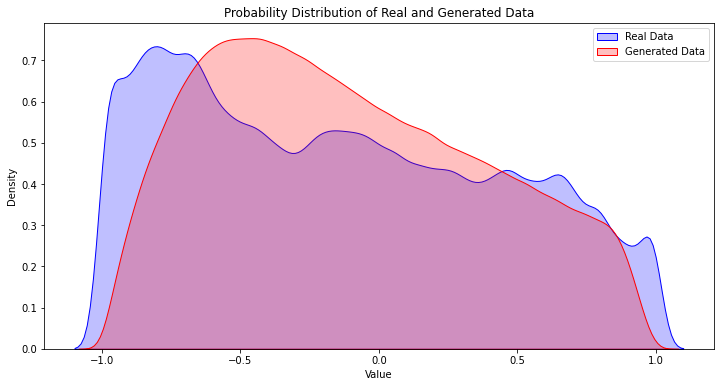 Probability Distribution of Real and Generated Data
Real Data
Generated Data
0.7
0.6
0.5
0.4
0.3
0.2
0.1
0.0
Density
−1.0
−0.5
0.0
0.5
1.0
Value